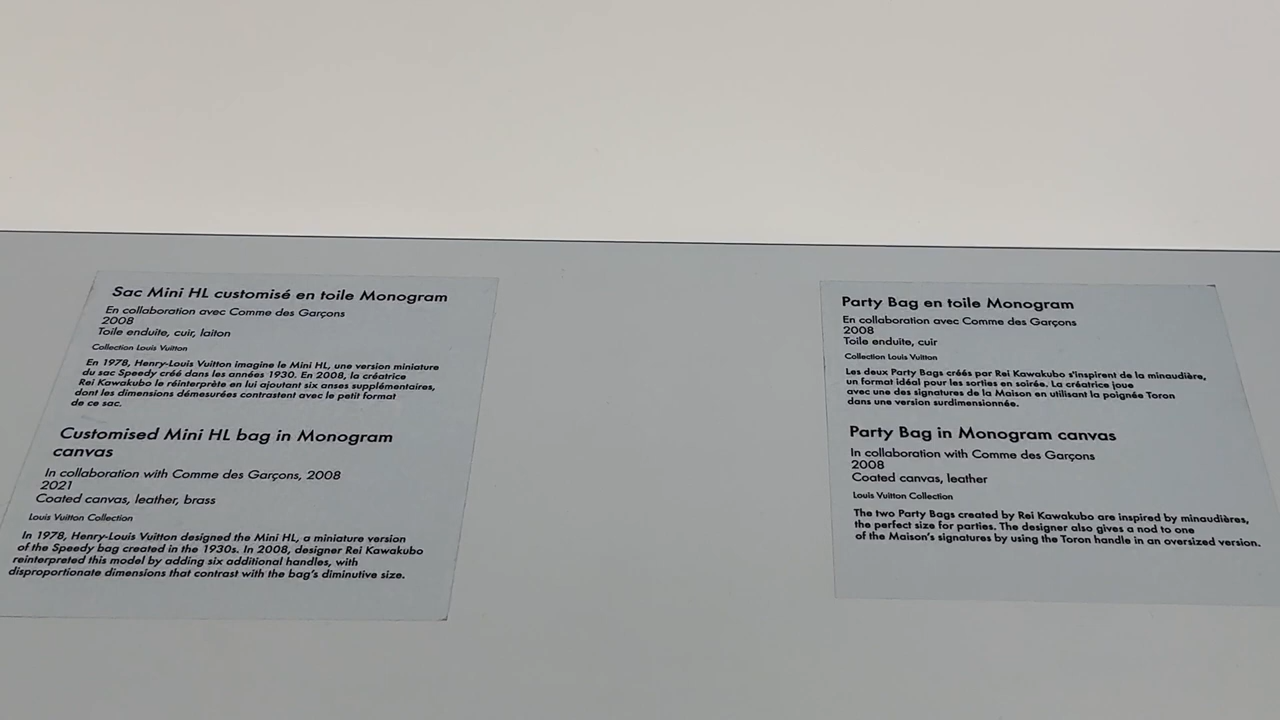 Sac Mini HL customisé en toile Monogram
En collaboration avec Comme des Garçons
2008
Toile enduite, cuir, laiton
Collection Louis Vuitton
En 1978, Henry-Louis Vuitton imagine le Mini HL, une version miniature
du sac Speedy créé dans les années 1930. En 2008, la créatrice
Rei Kawakubo le réinterprète en lui ajoutant six anses supplémentaires,
dont les dimensions démesurées contrastent avec le petit format
de ce sac.
Customised Mini HL bag in Monogram
canvas
In collaboration with Comme des Garçons, 2008
2021
Coated canvas, leather, brass
Louis Vuitton Collection
In 1978, Henry-Louis Vuitton designed the Mini HL, a miniature version
of the Speedy bag created in the 1930s. In 2008, designer Rei Kawakubo
reinterpreted this model by adding six additional handles, with
disproportionate dimensions that contrast with the bag's diminutive size.
Party Bag en toile Monogram
En collaboration avec Comme des Garçons
2008
Toile enduite, cuir
Collection Louis Vuitton
Les deux Party Bags créés par Rei Kawakubo s'inspirent de la minaudière,
un format idéal pour les sorties en soirée. La créatrice joue
avec une des signatures de la Maison en utilisant la poignée Toron
dans une version surdimensionnée.
Party Bag in Monogram canvas
In collaboration with Comme des Garçons
2008
Coated canvas, leather
Louis Vuitton Collection
The two Party Bags created by Rei Kawakubo are inspired by minaudières,
the perfect size for parties. The designer also gives a nod to one
of the Maison's signatures by using the Toron handle in an oversized version.